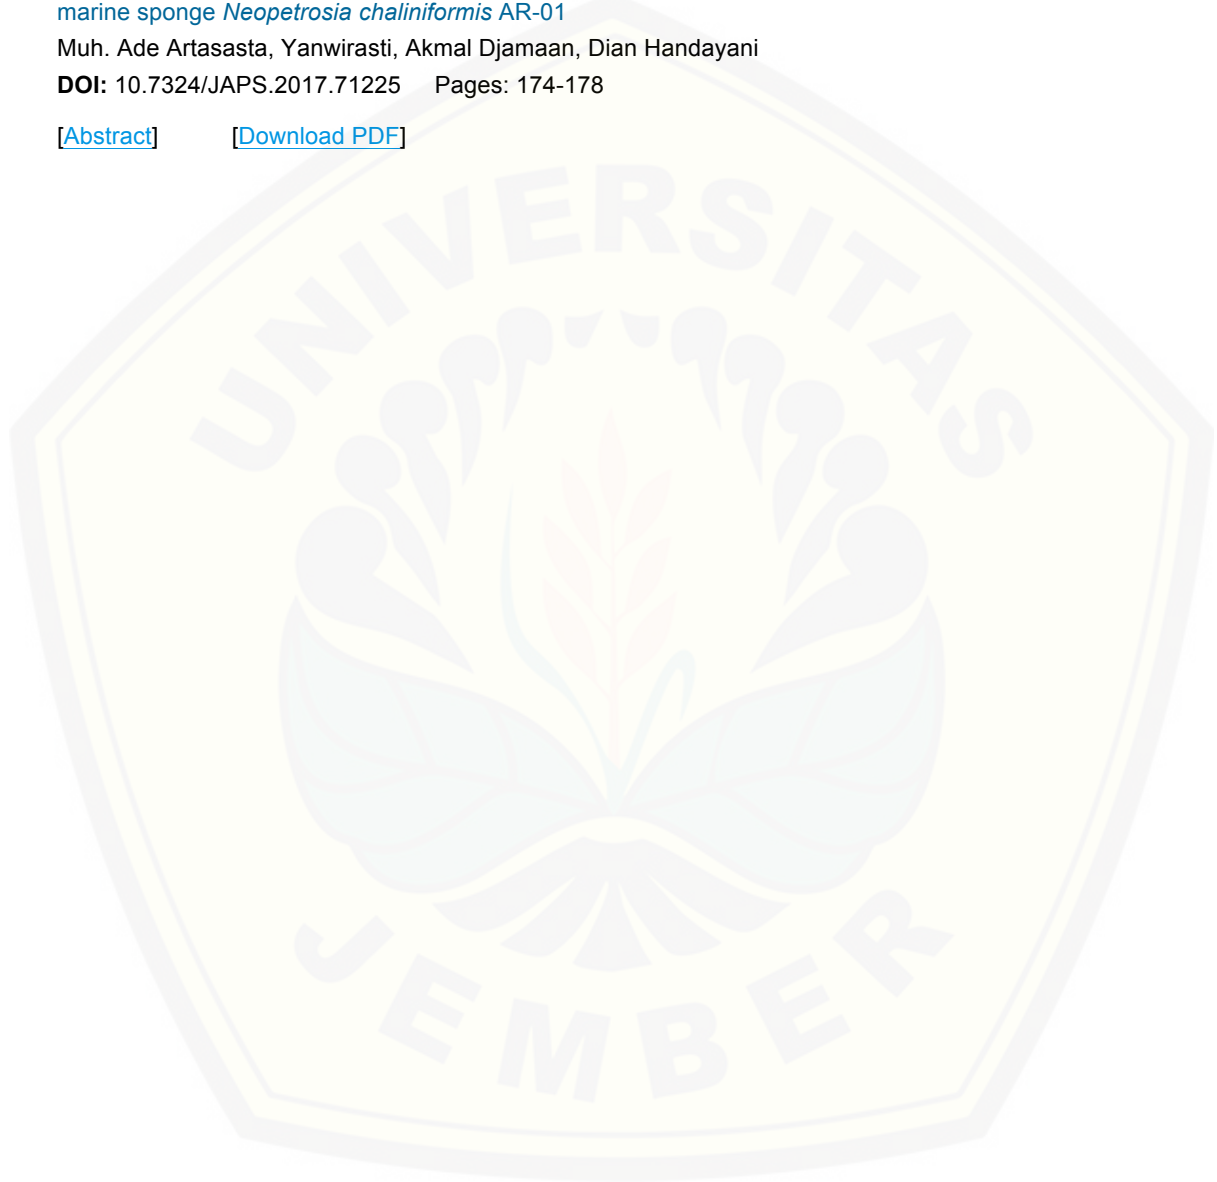 marine sponge Neopetrosia chaliniformis AR-01
Muh. Ade Artasasta, Yanwirasti, Akmal Djamaan, Dian Handayani
DOI: 10.7324/JAPS.2017.71225 Pages: 174-178
[Abstract] [Download PDF]
UNIVERSITAS
JEMBER